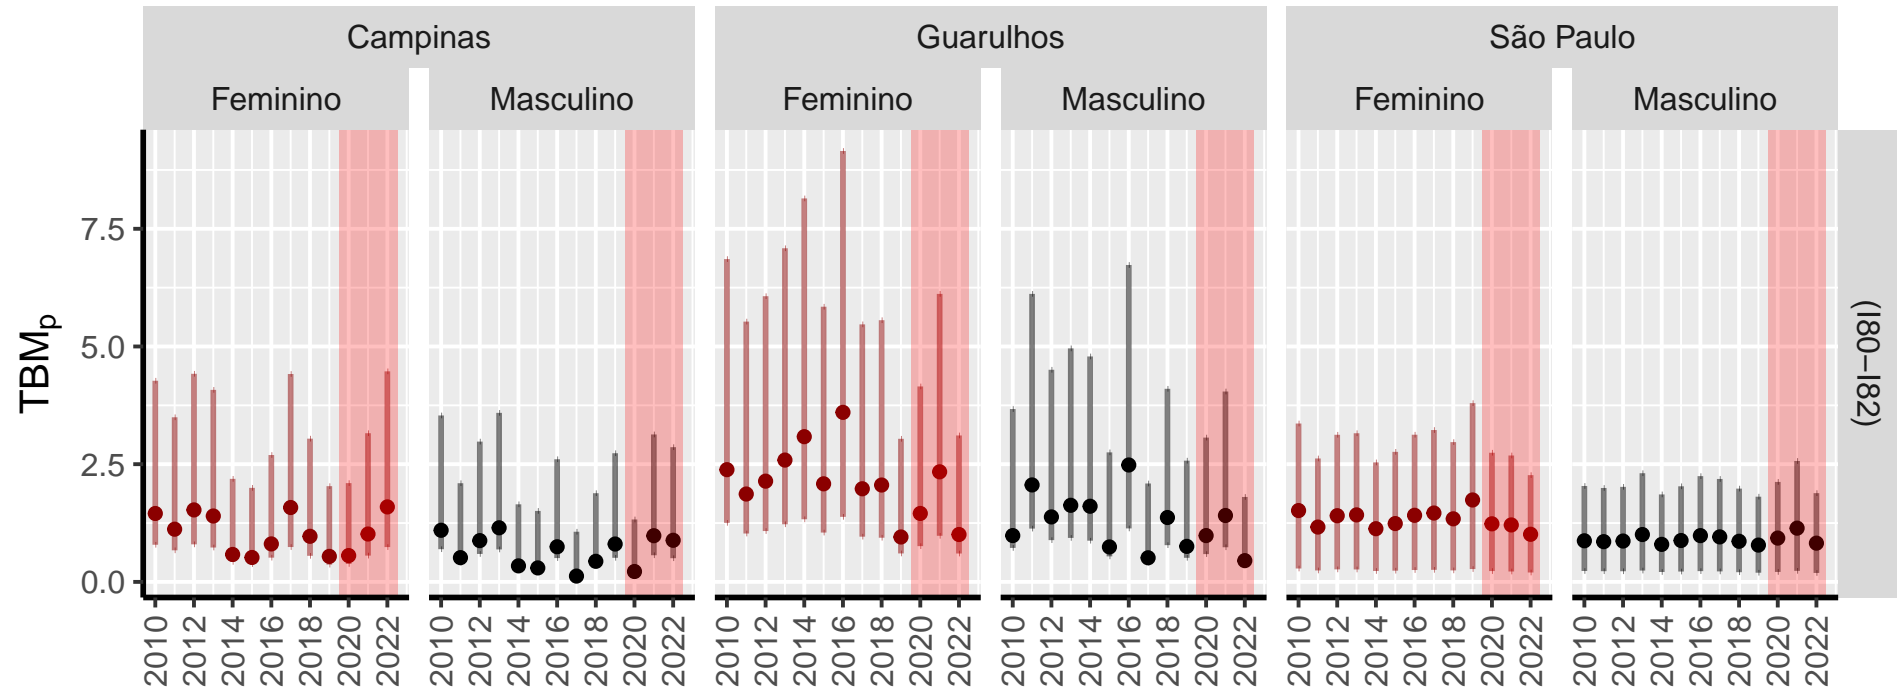 Campinas Guarulhos São Paulo
Feminino Masculino Feminino Masculino Feminino Masculino
TBMp
7.5
5.0
2.5
0.0
(I80−I82)
2010 2012 2014 2016 2018 2020 2022 2010 2012 2014 2016 2018 2020 2022 2010 2012 2014 2016 2018 2020 2022 2010 2012 2014 2016 2018 2020 2022 2010 2012 2014 2016 2018 2020 2022 2010 2012 2014 2016 2018 2020 2022